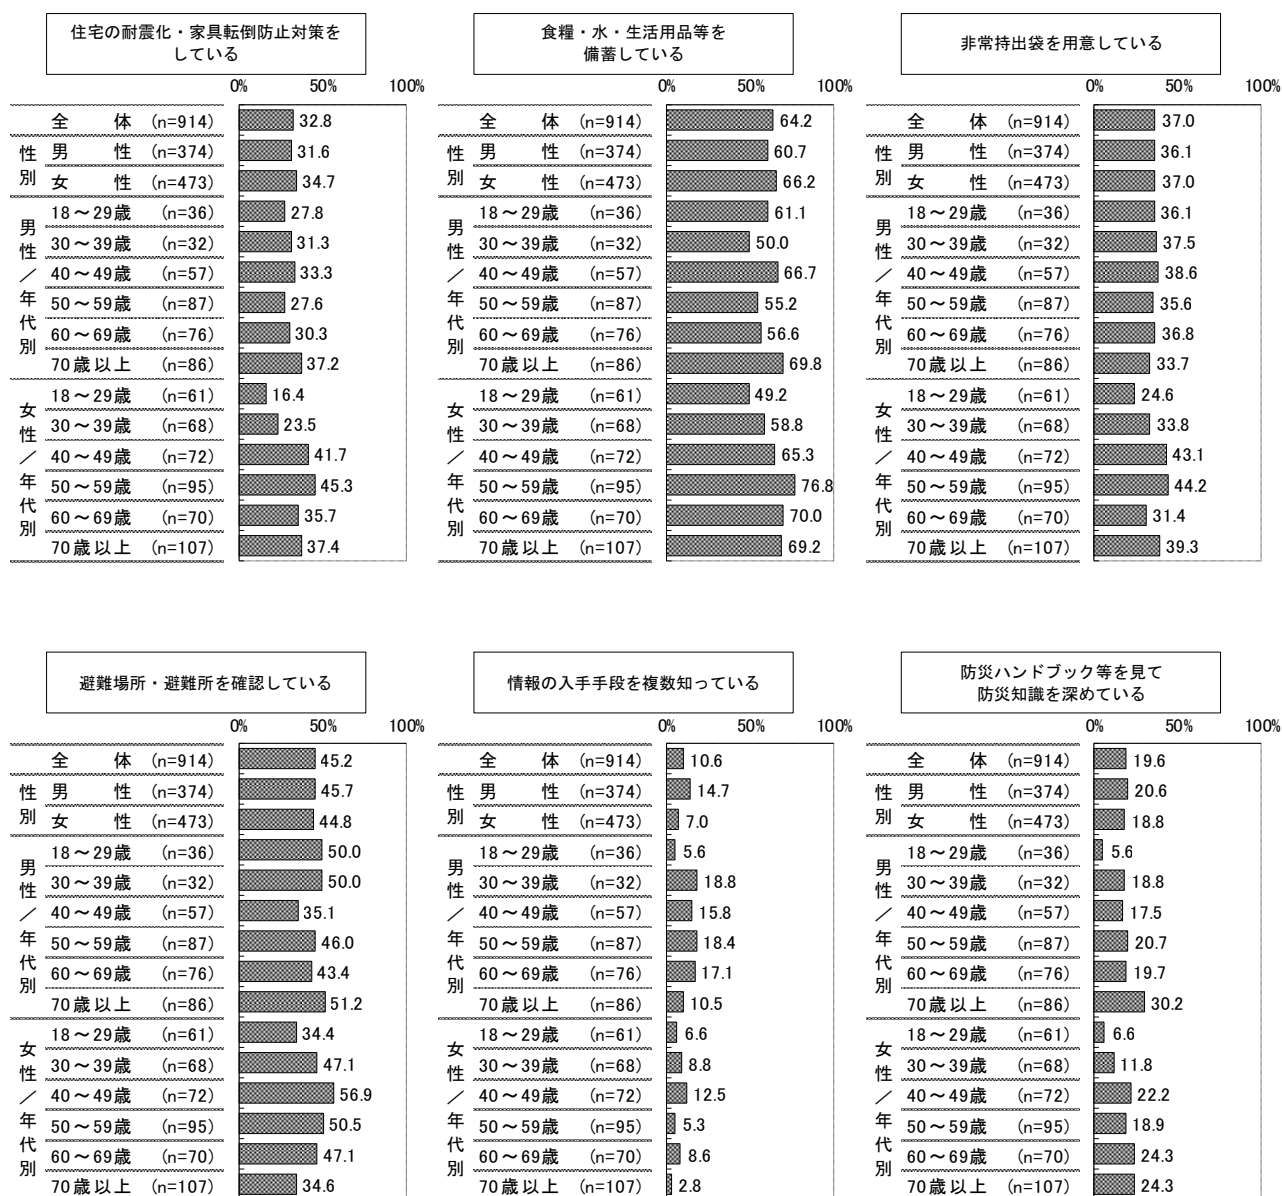 住宅の耐震化・家具転倒防止対策を
している
0% 50% 100%
全 体 (n=914) 32.8
性別
男 性 (n=374) 31.6
女 性 (n=473) 34.7
男性／年代別
18～29歳 (n=36) 27.8
30～39歳 (n=32) 31.3
40～49歳 (n=57) 33.3
50～59歳 (n=87) 27.6
60～69歳 (n=76) 30.3
70歳以上 (n=86) 37.2
女性／年代別
18～29歳 (n=61) 16.4
30～39歳 (n=68) 23.5
40～49歳 (n=72) 41.7
50～59歳 (n=95) 45.3
60～69歳 (n=70) 35.7
70歳以上 (n=107) 37.4
食糧・水・生活用品等を
備蓄している
0% 50% 100%
全 体 (n=914) 64.2
性別
男 性 (n=374) 60.7
女 性 (n=473) 66.2
男性／年代別
18～29歳 (n=36) 61.1
30～39歳 (n=32) 50.0
40～49歳 (n=57) 66.7
50～59歳 (n=87) 55.2
60～69歳 (n=76) 56.6
70歳以上 (n=86) 69.8
女性／年代別
18～29歳 (n=61) 49.2
30～39歳 (n=68) 58.8
40～49歳 (n=72) 65.3
50～59歳 (n=95) 76.8
60～69歳 (n=70) 70.0
70歳以上 (n=107) 69.2
非常持出袋を用意している
0% 50% 100%
全 体 (n=914) 37.0
性別
男 性 (n=374) 36.1
女 性 (n=473) 37.0
男性／年代別
18～29歳 (n=36) 36.1
30～39歳 (n=32) 37.5
40～49歳 (n=57) 38.6
50～59歳 (n=87) 35.6
60～69歳 (n=76) 36.8
70歳以上 (n=86) 33.7
女性／年代別
18～29歳 (n=61) 24.6
30～39歳 (n=68) 33.8
40～49歳 (n=72) 43.1
50～59歳 (n=95) 44.2
60～69歳 (n=70) 31.4
70歳以上 (n=107) 39.3
避難場所・避難所を確認している
0% 50% 100%
全 体 (n=914) 45.2
性別
男 性 (n=374) 45.7
女 性 (n=473) 44.8
男性／年代別
18～29歳 (n=36) 50.0
30～39歳 (n=32) 50.0
40～49歳 (n=57) 35.1
50～59歳 (n=87) 46.0
60～69歳 (n=76) 43.4
70歳以上 (n=86) 51.2
女性／年代別
18～29歳 (n=61) 34.4
30～39歳 (n=68) 47.1
40～49歳 (n=72) 56.9
50～59歳 (n=95) 50.5
60～69歳 (n=70) 47.1
70歳以上 (n=107) 34.6
情報の入手手段を複数知っている
0% 50% 100%
全 体 (n=914) 10.6
性別
男 性 (n=374) 14.7
女 性 (n=473) 7.0
男性／年代別
18～29歳 (n=36) 5.6
30～39歳 (n=32) 18.8
40～49歳 (n=57) 15.8
50～59歳 (n=87) 18.4
60～69歳 (n=76) 17.1
70歳以上 (n=86) 10.5
女性／年代別
18～29歳 (n=61) 6.6
30～39歳 (n=68) 8.8
40～49歳 (n=72) 12.5
50～59歳 (n=95) 5.3
60～69歳 (n=70) 8.6
70歳以上 (n=107) 2.8
防災ハンドブック等を見て
防災知識を深めている
0% 50% 100%
全 体 (n=914) 19.6
性別
男 性 (n=374) 20.6
女 性 (n=473) 18.8
男性／年代別
18～29歳 (n=36) 5.6
30～39歳 (n=32) 18.8
40～49歳 (n=57) 17.5
50～59歳 (n=87) 20.7
60～69歳 (n=76) 19.7
70歳以上 (n=86) 30.2
女性／年代別
18～29歳 (n=61) 6.6
30～39歳 (n=68) 11.8
40～49歳 (n=72) 22.2
50～59歳 (n=95) 18.9
60～69歳 (n=70) 24.3
70歳以上 (n=107) 24.3